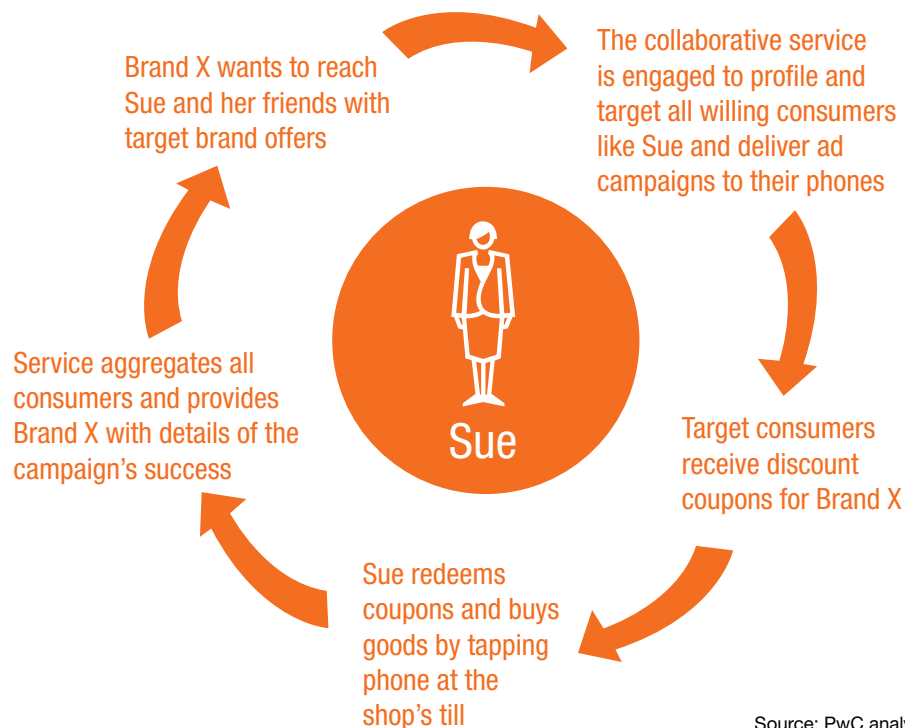 Brand X wants to reach
Sue and her friends with
target brand offers
The collaborative service
is engaged to profile and
target all willing consumers
like Sue and deliver ad
campaigns to their phones
Target consumers
receive discount
coupons for Brand X
Sue redeems
coupons and buys
goods by tapping
phone at the
shop's till
Service aggregates all
consumers and provides
Brand X with details of the
campaign's success
Sue
Source: PwC